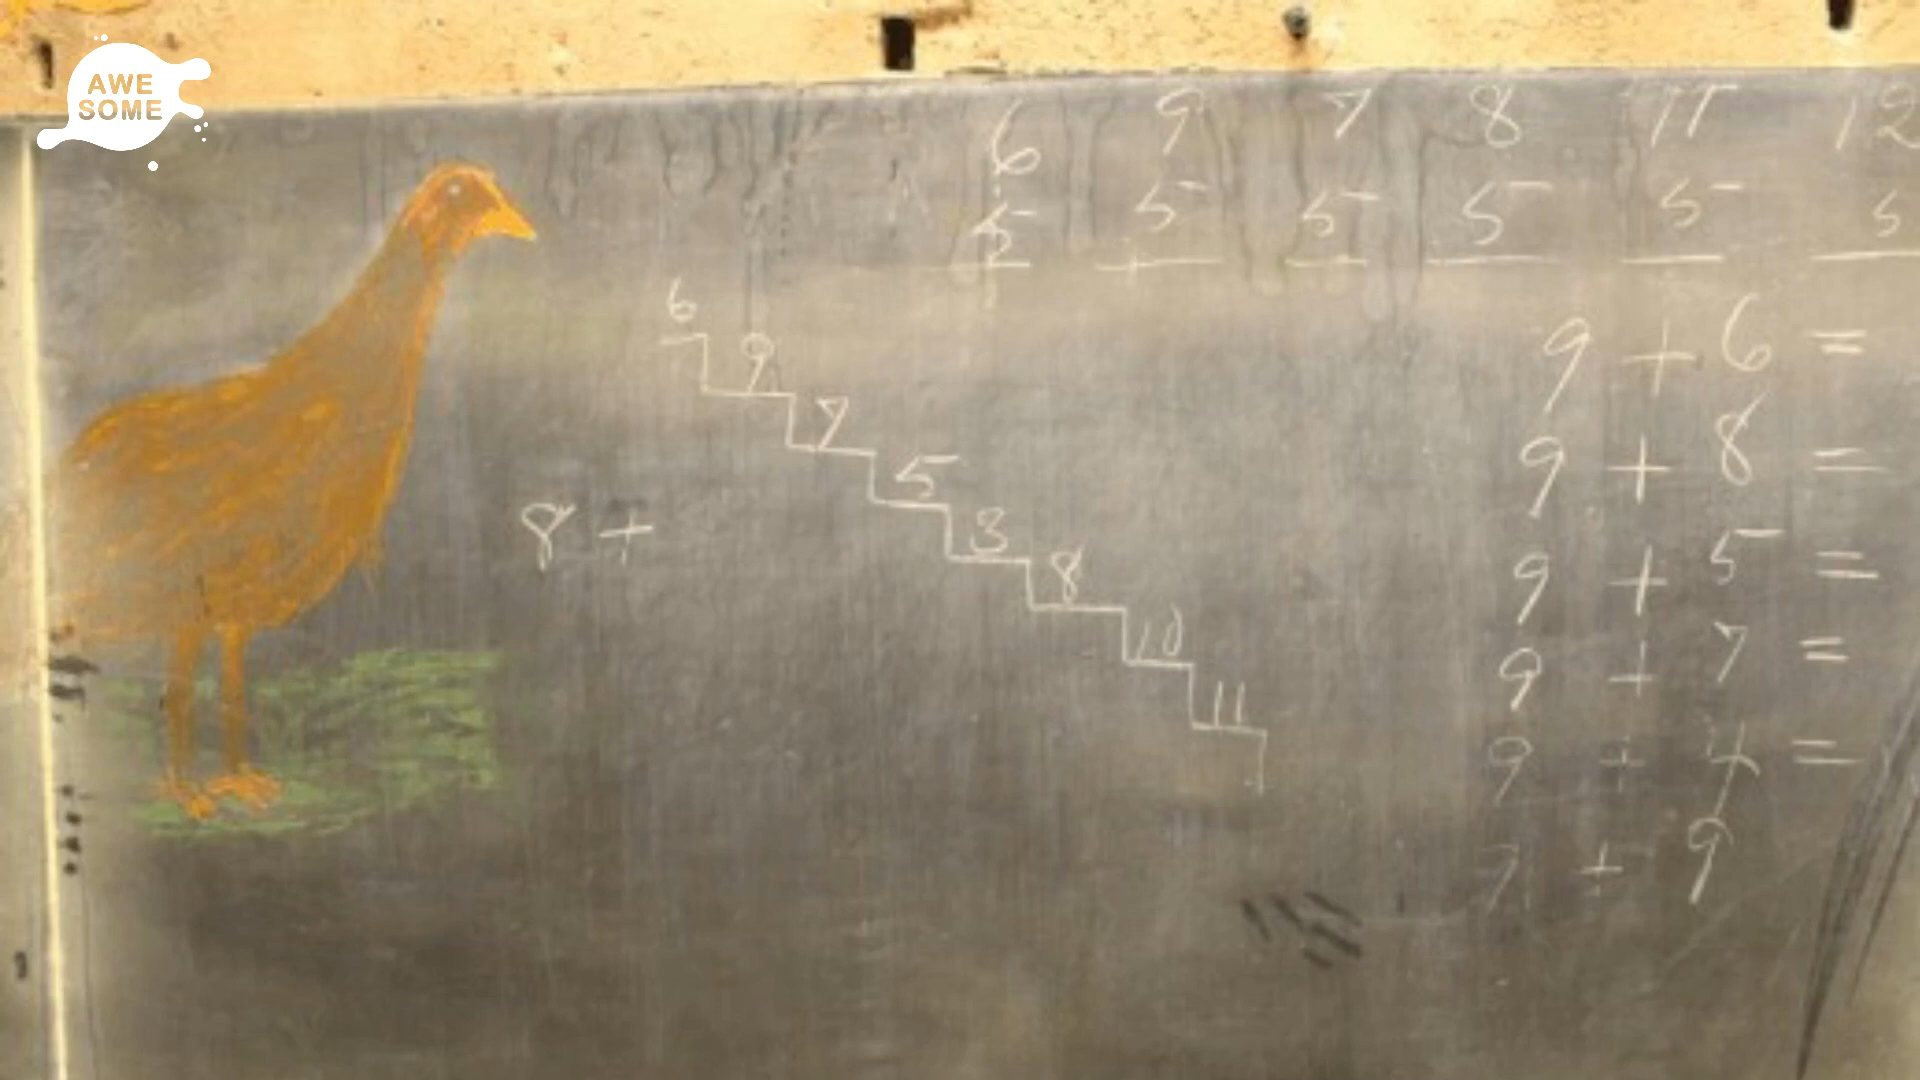 AWE
SOME
6 9 7 8 11 12
5 5 5 5 5 5
6
9
7
5
3
8
10
11
8 +
9 + 6 =
9 + 8 =
9 + 5 =
9 + 7 =
9 + 4 =
+ 9